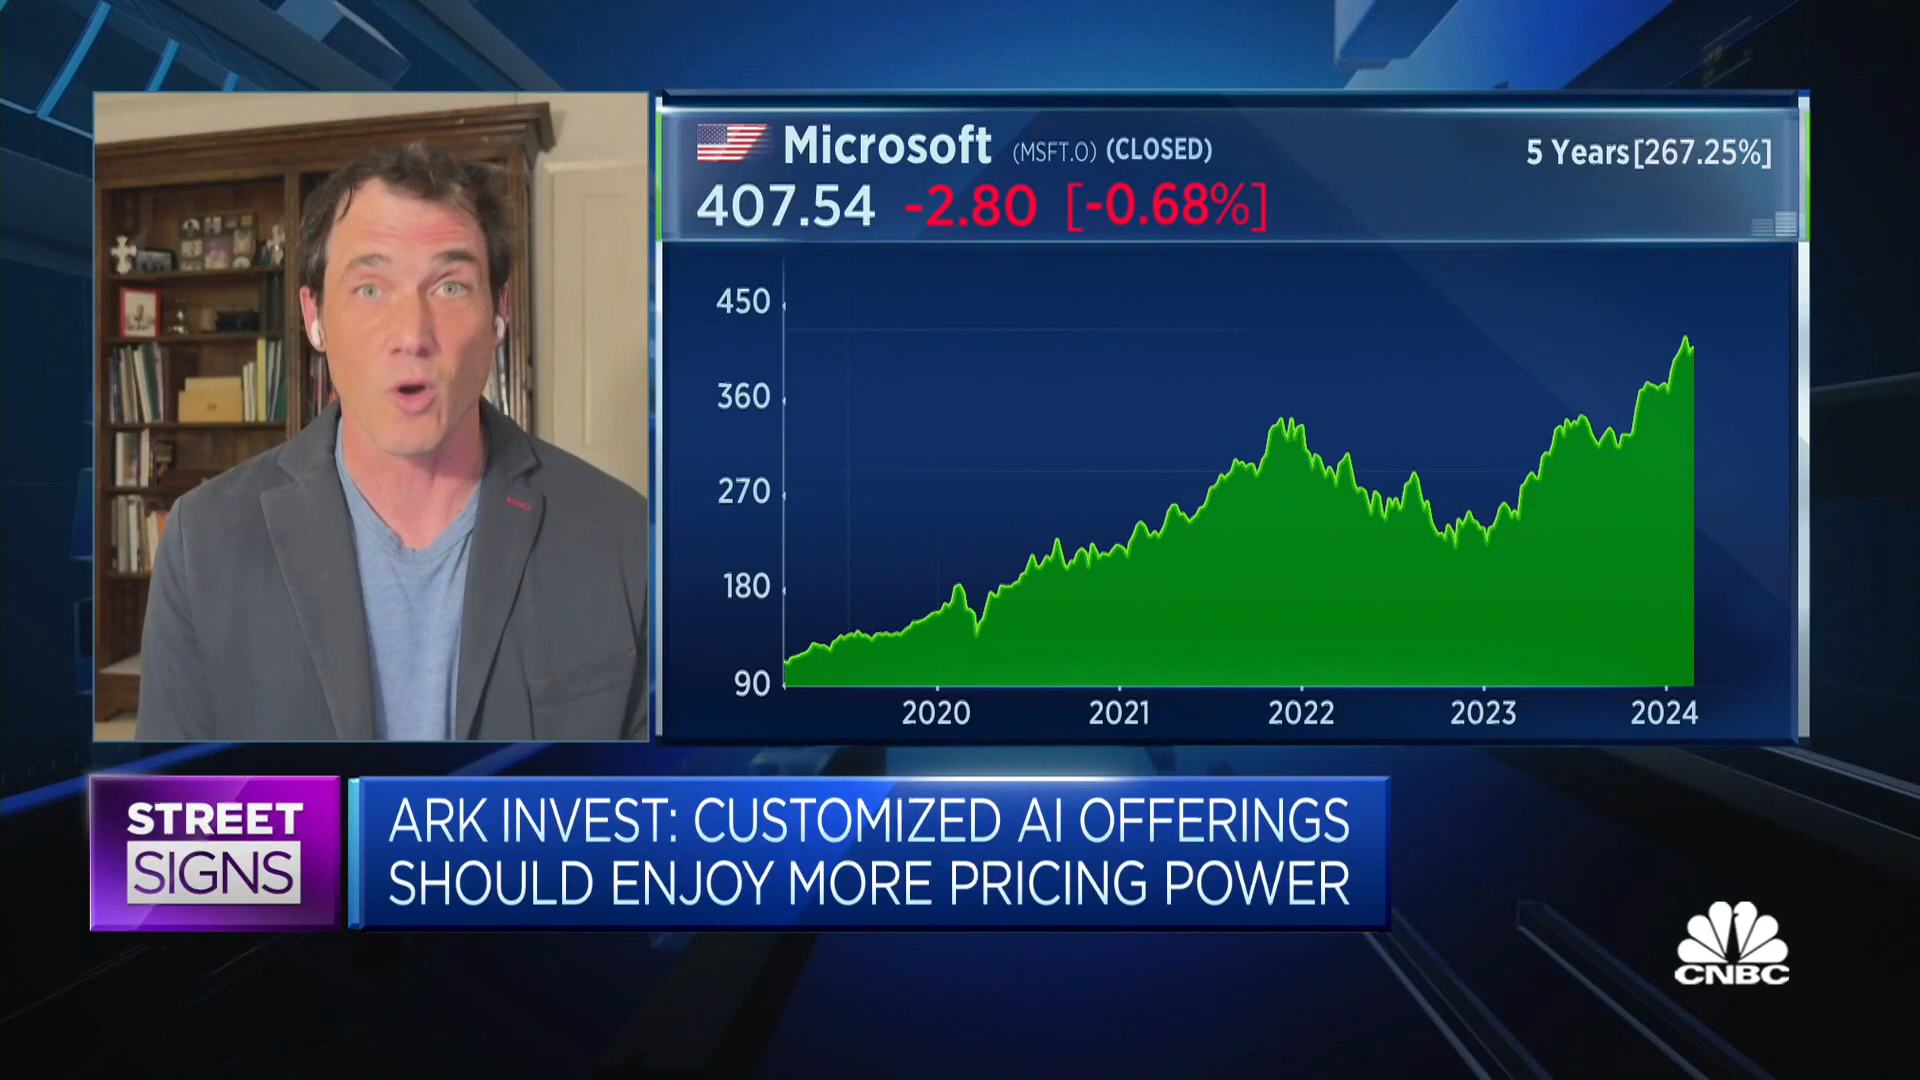 Microsoft (MSFT.O) (CLOSED)
5 Years[267.25%]
407.54 -2.80 [-0.68%]
450
360
270
180
90
2020 2021 2022 2023 2024
STREET
SIGNS
ARK INVEST: CUSTOMIZED AI OFFERINGS
SHOULD ENJOY MORE PRICING POWER
CNBC